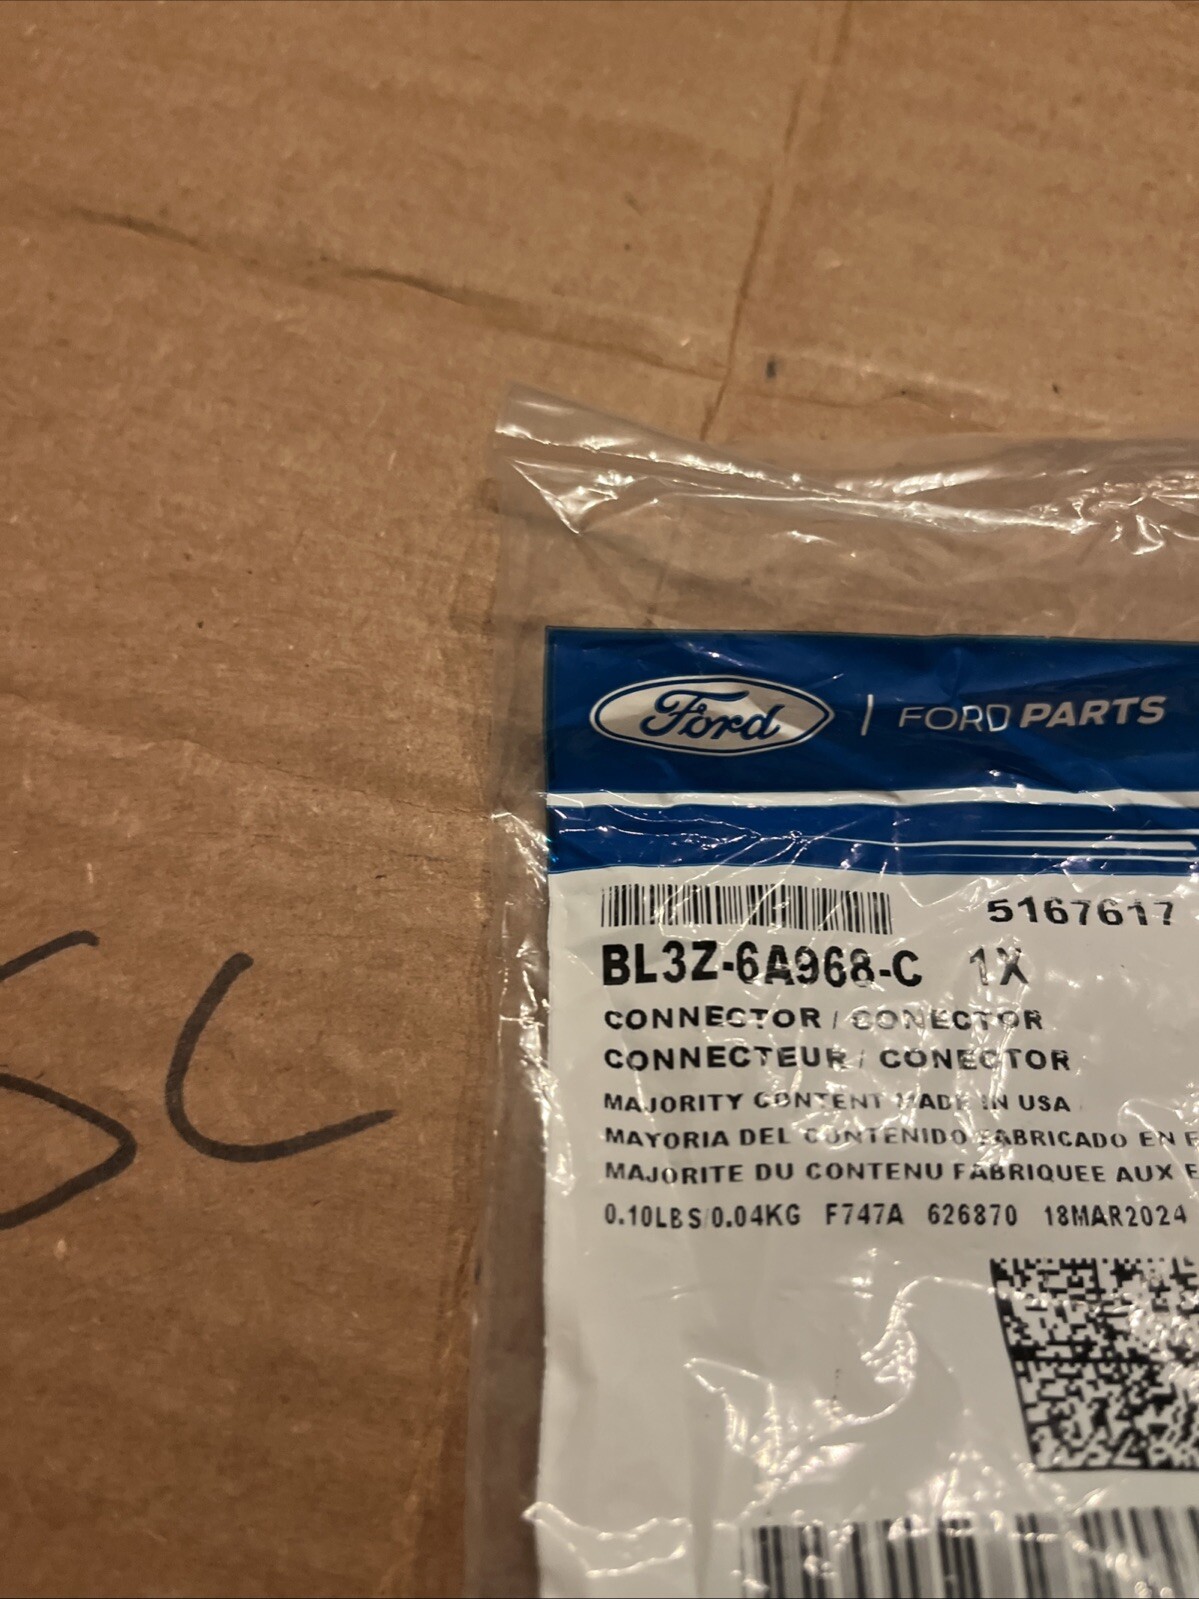 Ford | FORD PARTS
5167617
BL3Z-6A968-C 1X
CONNECTOR / CONECTOR
CONNECTEUR / CONECTOR
MAJORITY CONTENT MADE IN USA
MAYORIA DEL CONTENIDO FABRICADO EN
MAJORITE DU CONTENU FABRIQUEE AUX
0.10LBS/0.04KG F747A 626870 18MAR2024
SC